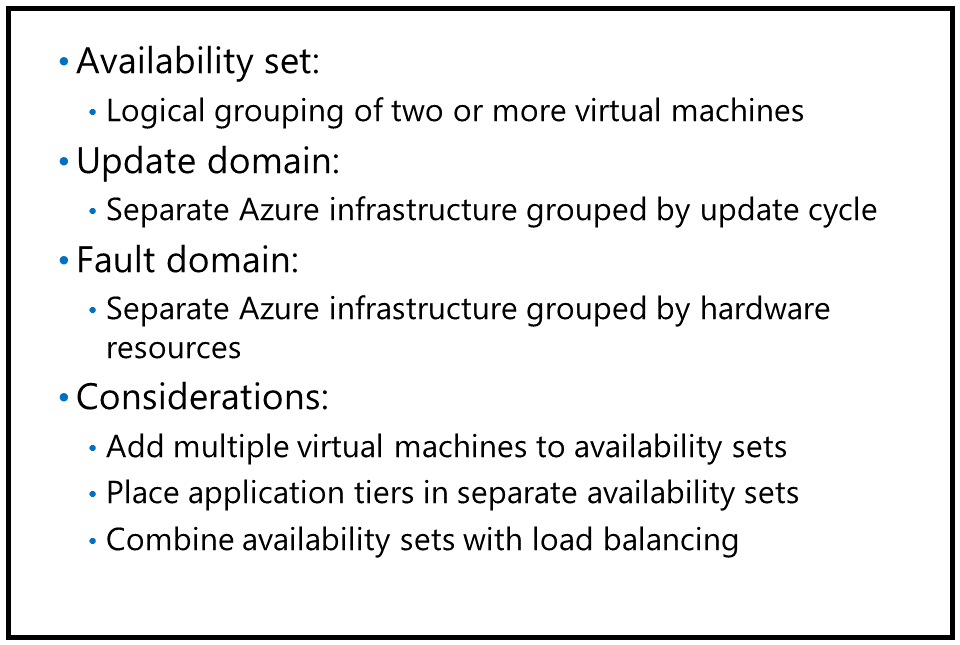 • Availability set:
• Logical grouping of two or more virtual machines
• Update domain:
• Separate Azure infrastructure grouped by update cycle
• Fault domain:
• Separate Azure infrastructure grouped by hardware
resources
• Considerations:
• Add multiple virtual machines to availability sets
• Place application tiers in separate availability sets
• Combine availability sets with load balancing